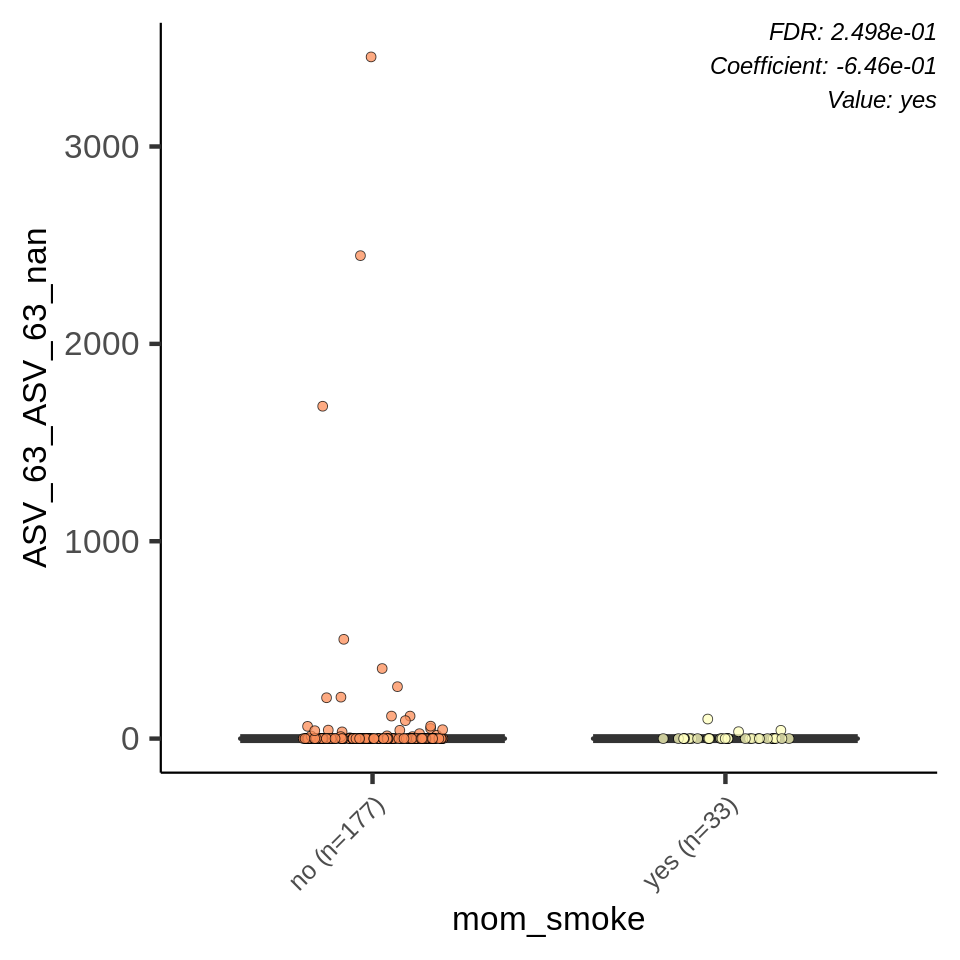 FDR: 2.498e-01
Coefficient: -6.46e-01
Value: yes
ASV_63_ASV_63_nan
3000
2000
1000
0
no (n=177)
yes (n=33)
mom_smoke